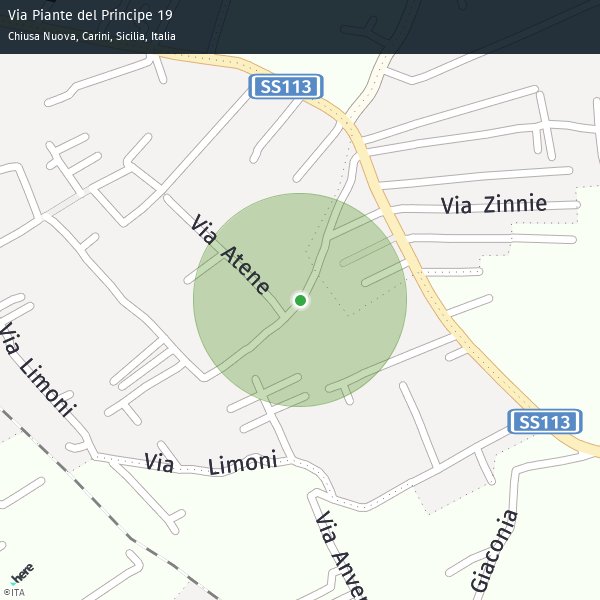 Via Piante del Principe 19
Chiusa Nuova, Carini, Sicilia, Italia
SS113
Via Zinnie
Via Atene
Via Limoni
SS113
Via Limoni
Via Anver
Giaconia
here
©ITA